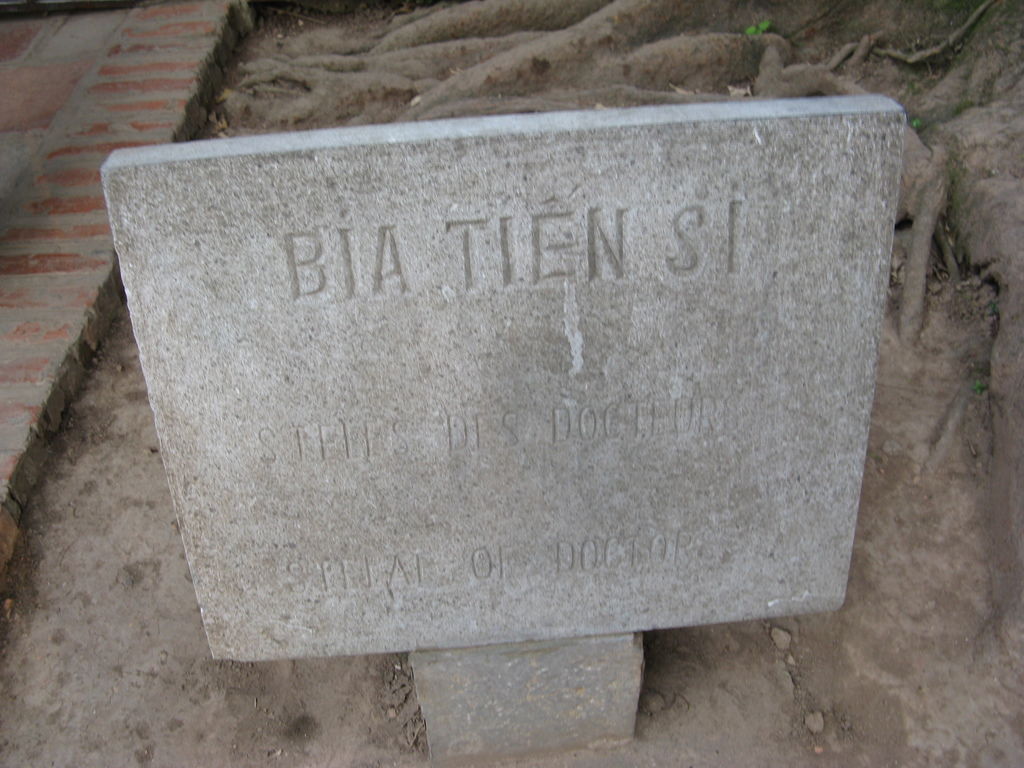 BIA TIẾN SĨ
STELES DES DOCTEURS
STELAE OF DOCTORS